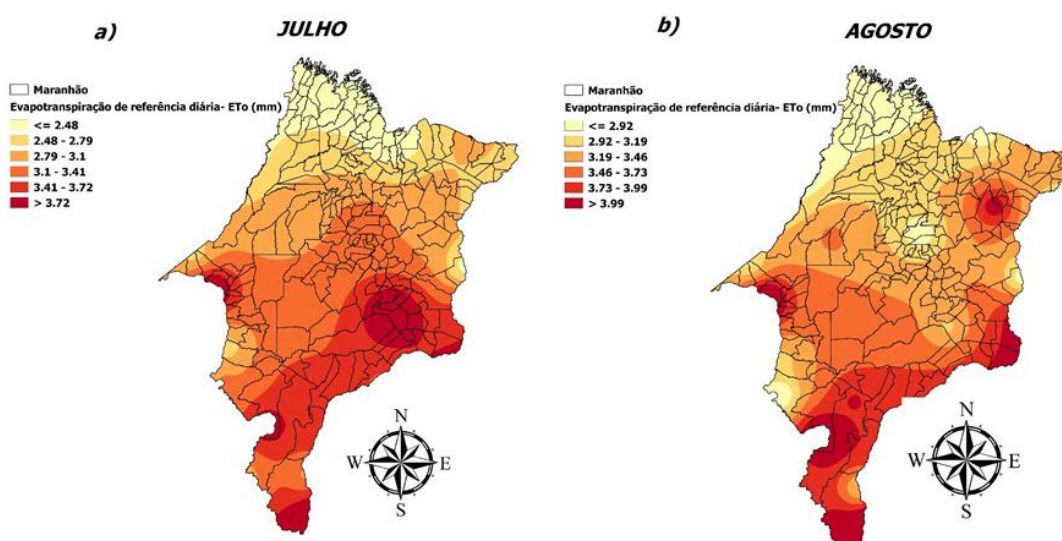 a)
JULHO
Maranhão
Evapotranspiração de referência diária- ETo (mm)
<= 2.48
2.48 - 2.79
2.79 - 3.1
3.1 - 3.41
3.41 - 3.72
> 3.72
N
W
E
S
b)
AGOSTO
Maranhão
Evapotranspiração de referência diária- ETo (mm)
<= 2.92
2.92 - 3.19
3.19 - 3.46
3.46 - 3.73
3.73 - 3.99
> 3.99
N
W
E
S